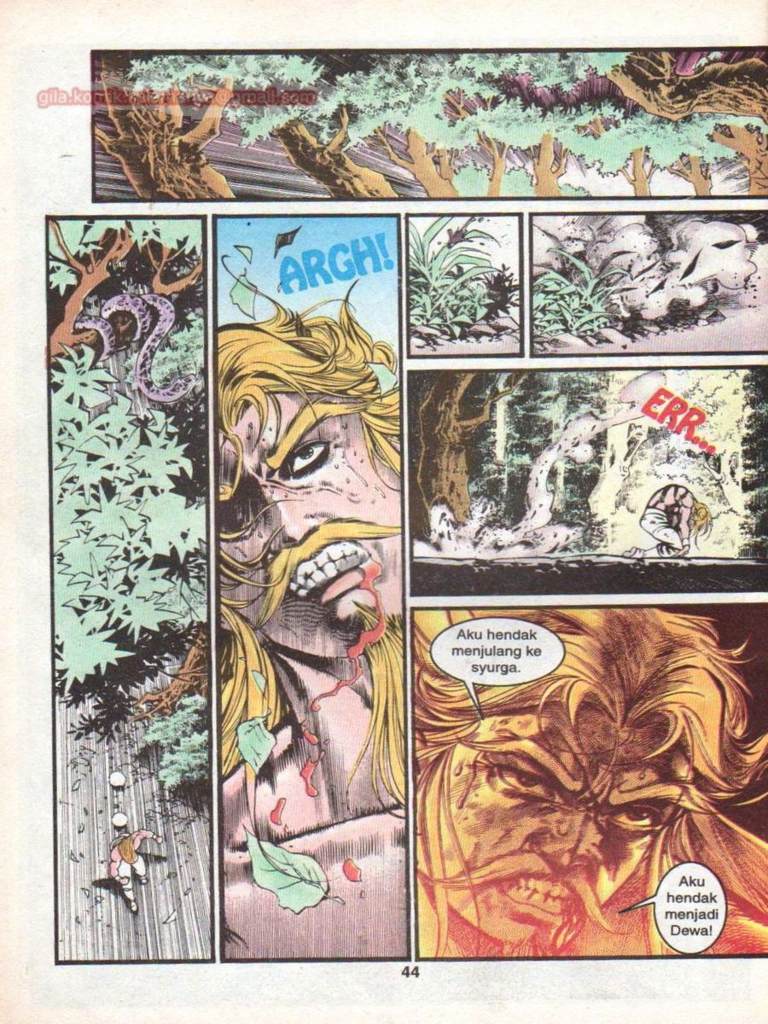 ARGH!
ERR...
Aku hendak
menjulang ke
syurga.
Aku
hendak
menjadi
Dewa!
44